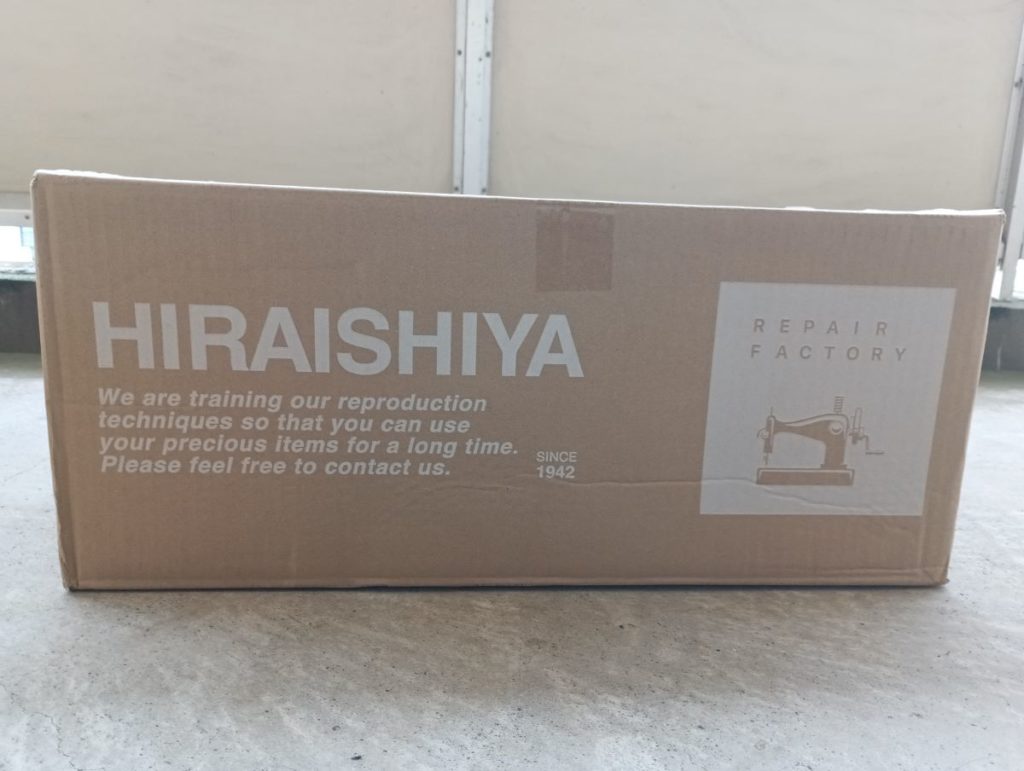 HIRAISHIYA
We are training our reproduction
techniques so that you can use
your precious items for a long time.
Please feel free to contact us.
SINCE
1942
REPAIR
FACTORY